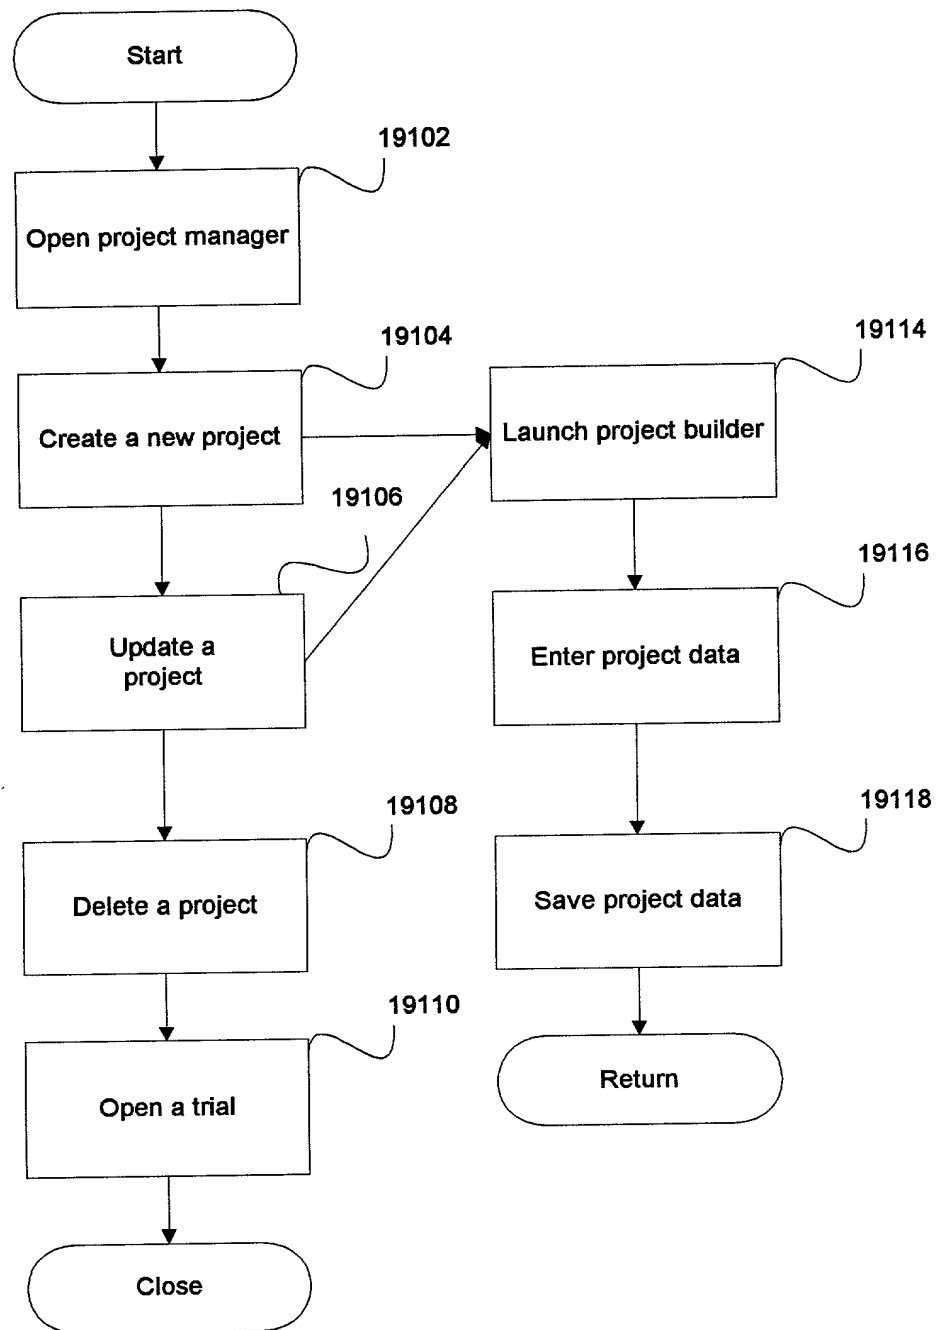 Start
19102
Open project manager
19104
Create a new project
19106
Update a
project
19108
Delete a project
19110
Open a trial
Close
19114
Launch project builder
19116
Enter project data
19118
Save project data
Return